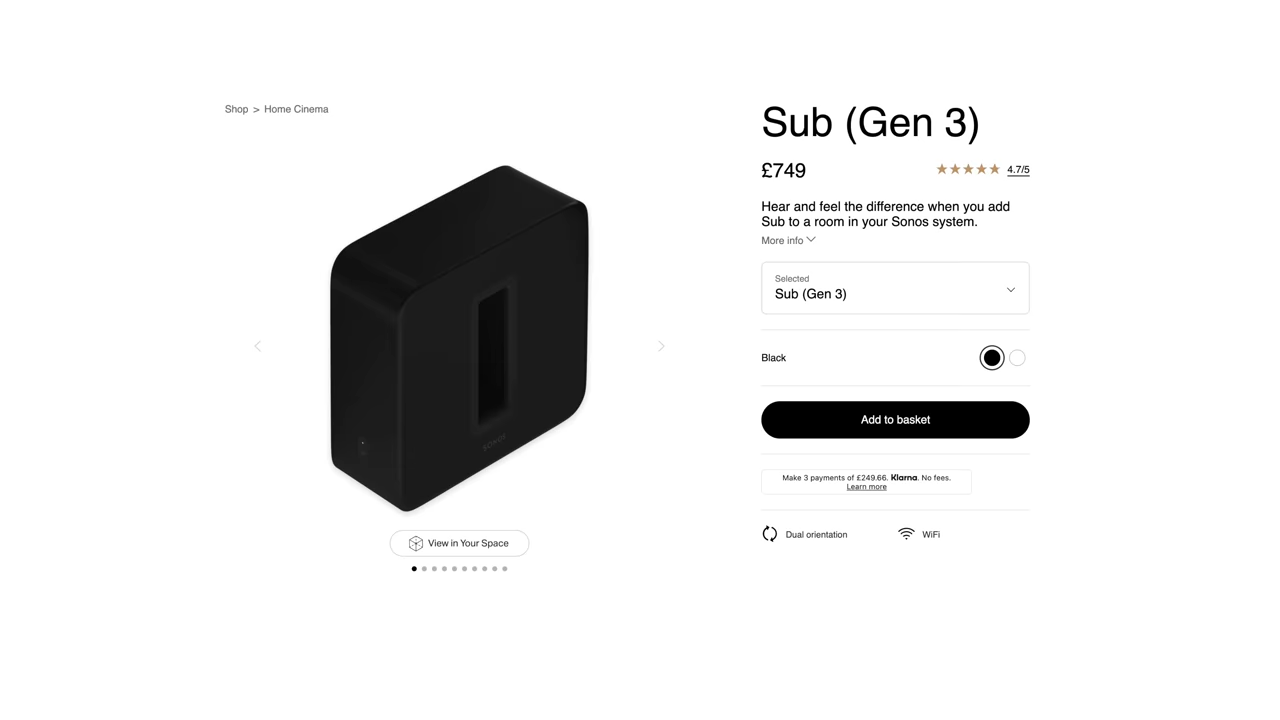 Shop > Home Cinema
Sub (Gen 3)
£749
4.7/5
Hear and feel the difference when you add
Sub to a room in your Sonos system.
More info
Selected
Sub (Gen 3)
Black
Add to basket
Make 3 payments of £249.66. Klarna. No fees.
Learn more
Dual orientation
WiFi
SONOS
View in Your Space